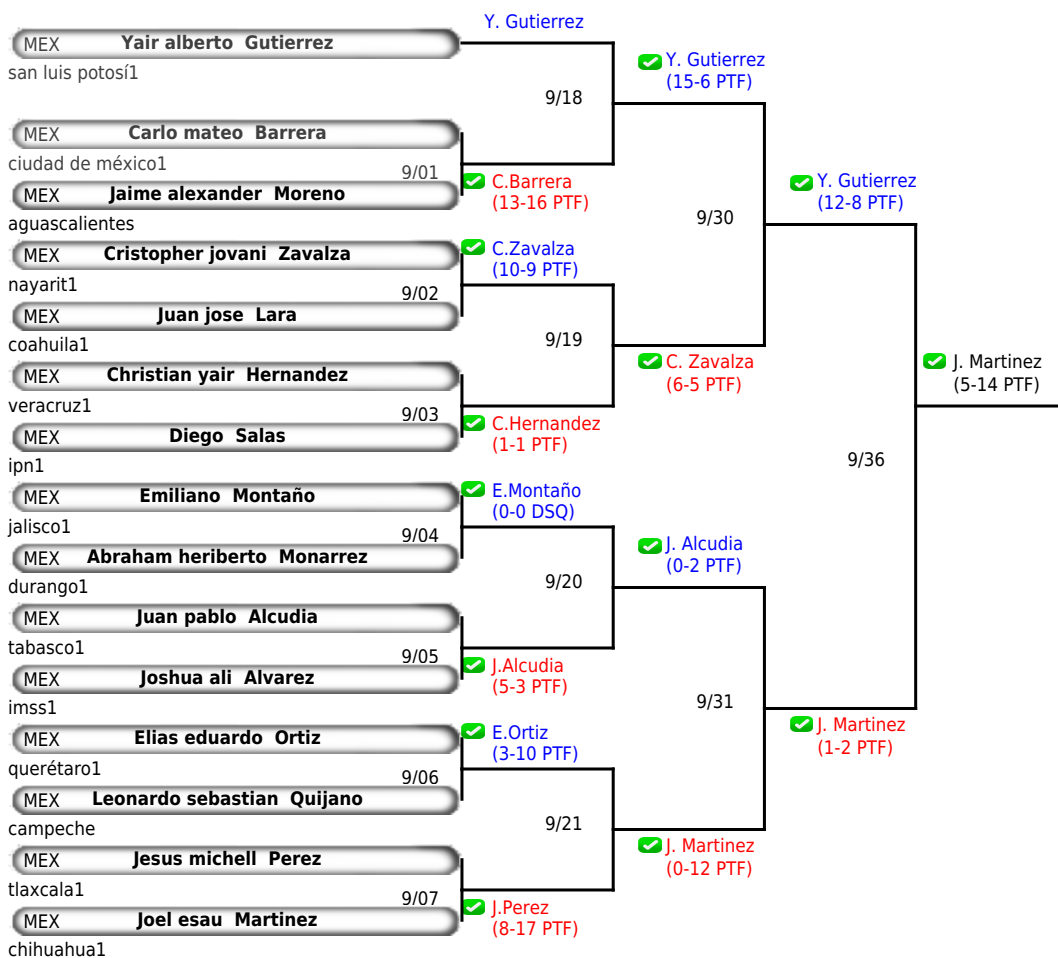 Y. Gutierrez
MEX Yair alberto Gutierrez
san luis potosí1
Y. Gutierrez
(15-6 PTF)
9/18
MEX Carlo mateo Barrera
ciudad de méxico1
9/01
C.Barrera
(13-16 PTF)
MEX Jaime alexander Moreno
aguascalientes
Y. Gutierrez
(12-8 PTF)
9/30
MEX Cristopher jovani Zavalza
nayarit1
C.Zavalza
(10-9 PTF)
9/02
MEX Juan jose Lara
coahuila1
9/19
C. Zavalza
(6-5 PTF)
J. Martinez
(5-14 PTF)
MEX Christian yair Hernandez
veracruz1
9/03
C.Hernandez
(1-1 PTF)
MEX Diego Salas
ipn1
9/36
MEX Emiliano Montaño
jalisco1
E.Montaño
(0-0 DSQ)
9/04
MEX Abraham heriberto Monarrez
durango1
J. Alcudia
(0-2 PTF)
9/20
MEX Juan pablo Alcudia
tabasco1
9/05
J.Alcudia
(5-3 PTF)
MEX Joshua ali Alvarez
imss1
9/31
J. Martinez
(1-2 PTF)
MEX Elias eduardo Ortiz
querétaro1
E.Ortiz
(3-10 PTF)
9/06
MEX Leonardo sebastian Quijano
campeche
9/21
J. Martinez
(0-12 PTF)
MEX Jesus michell Perez
tlaxcala1
9/07
J.Perez
(8-17 PTF)
MEX Joel esau Martinez
chihuahua1